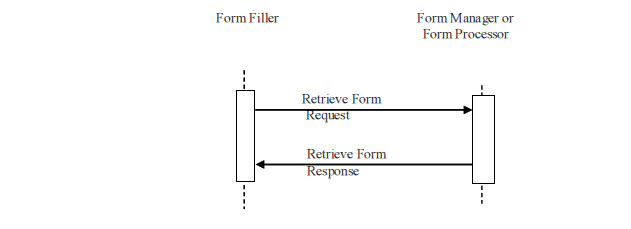 Form Filler
Form Manager or
Form Processor
Retrieve Form
Request
Retrieve Form
Response